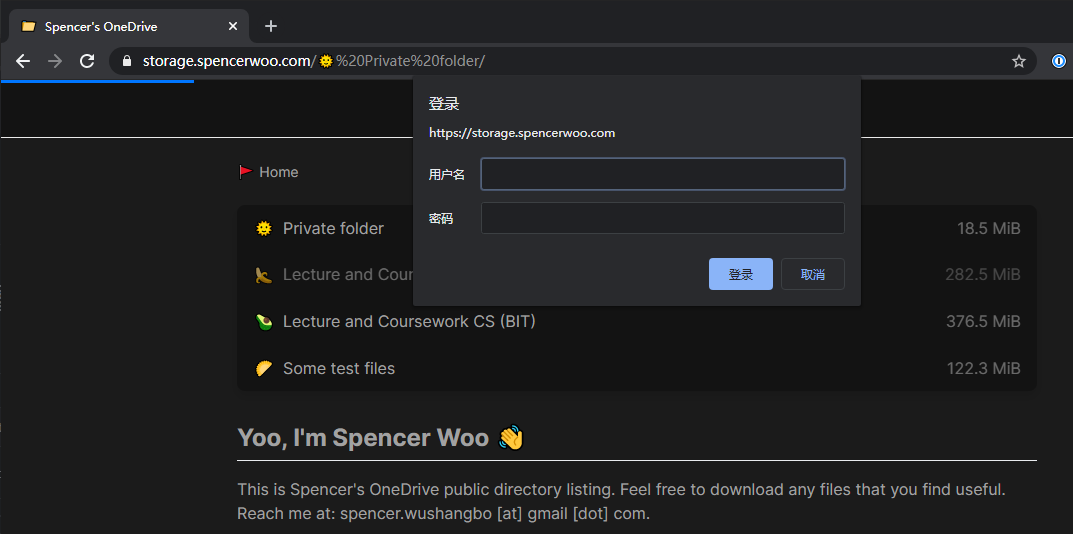 Spencer's OneDrive
storage.spencerwoo.com/🌞%20Private%20folder/
登录
https://storage.spencerwoo.com
用户名
密码
登录 取消
Home
Private folder 18.5 MiB
Lecture and Cour 282.5 MiB
Lecture and Coursework CS (BIT) 376.5 MiB
Some test files 122.3 MiB
Yoo, I'm Spencer Woo 👋
This is Spencer's OneDrive public directory listing. Feel free to download any files that you find useful.
Reach me at: spencer.wushangbo [at] gmail [dot] com.